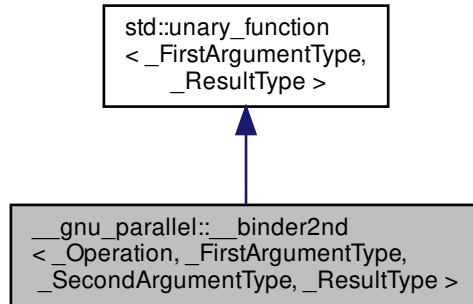 std::unary_function
< _FirstArgumentType,
_ResultType >
__gnu_parallel::__binder2nd
< _Operation, _FirstArgumentType,
_SecondArgumentType, _ResultType >